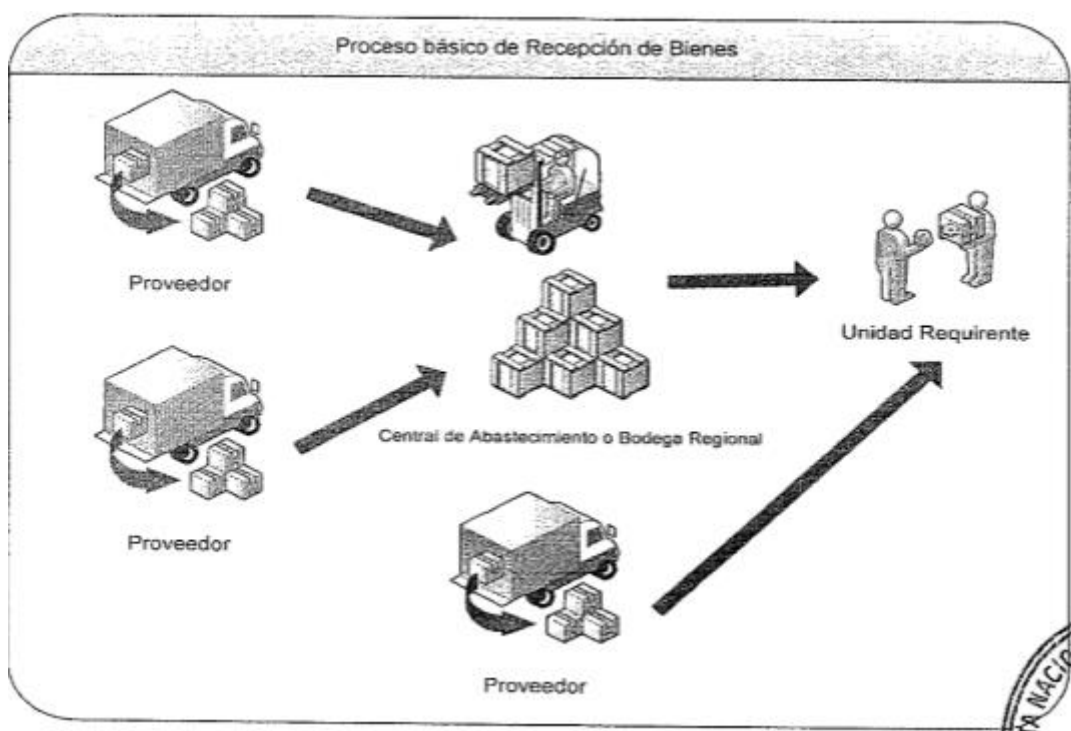 Proceso básico de Recepción de Bienes
Proveedor
Unidad Requirente
Central de Abastecimiento o Bodega Regional
Proveedor
Proveedor